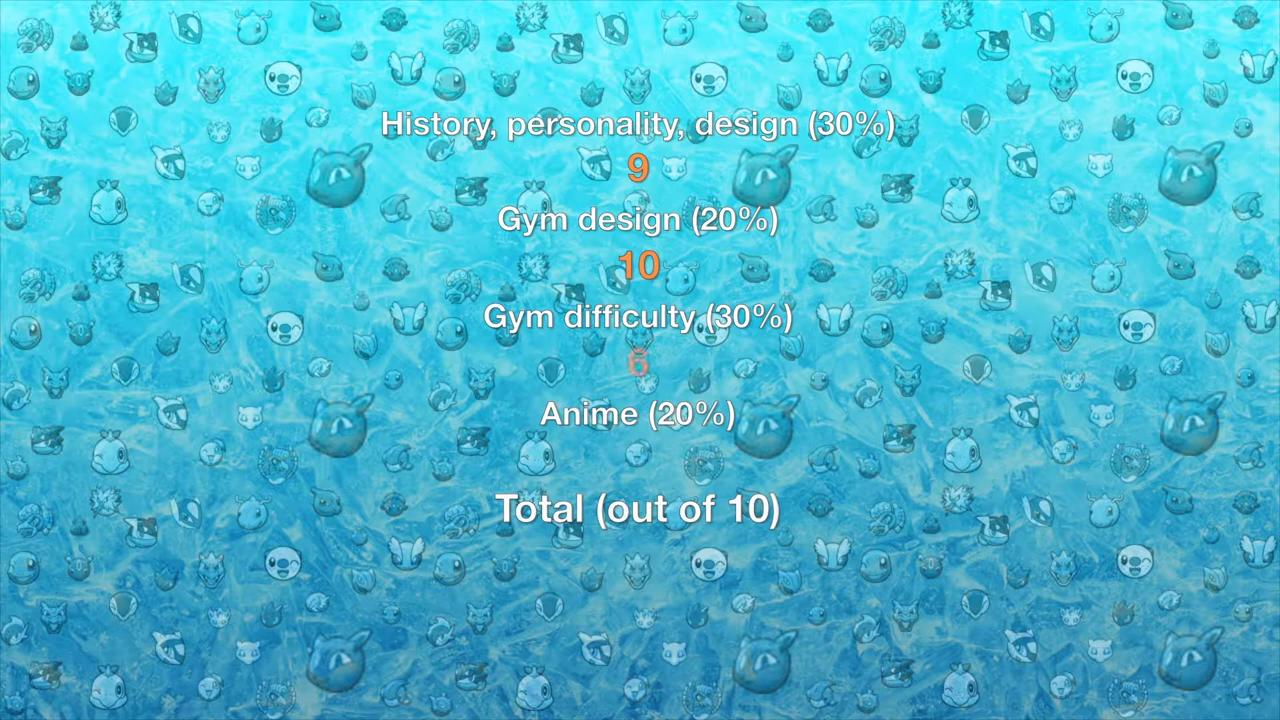 History, personality, design (30%)
9
Gym design (20%)
10
Gym difficulty (30%)
6
Anime (20%)
Total (out of 10)